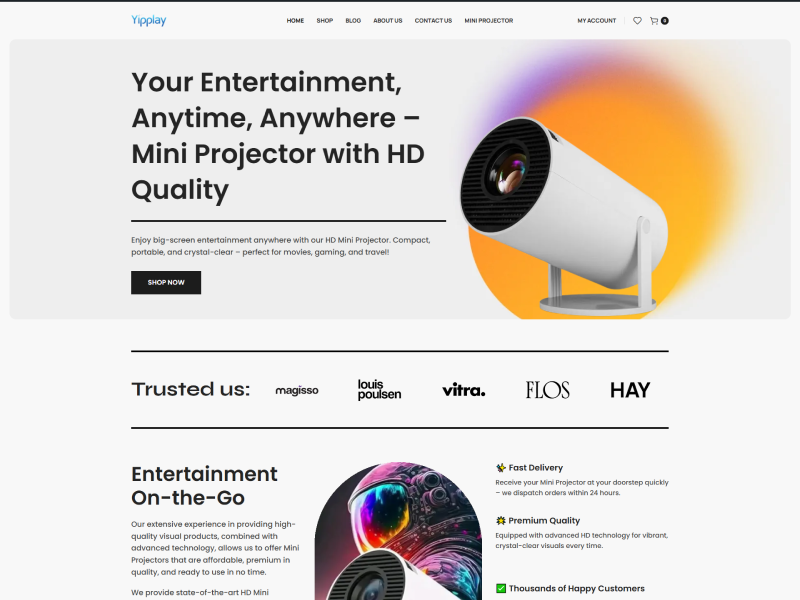 Yipplay
HOME SHOP BLOG ABOUT US CONTACT US MINI PROJECTOR
MY ACCOUNT 0
Your Entertainment,
Anytime, Anywhere –
Mini Projector with HD
Quality
Enjoy big-screen entertainment anywhere with our HD Mini Projector. Compact,
portable, and crystal-clear – perfect for movies, gaming, and travel!
SHOP NOW
Trusted us:
magisso
louis
poulsen
vitra.
FLOS
HAY
Entertainment
On-the-Go
Our extensive experience in providing high-
quality visual products, combined with
advanced technology, allows us to offer Mini
Projectors that are affordable, premium in
quality, and ready to use in no time.
We provide state-of-the-art HD Mini
Fast Delivery
Receive your Mini Projector at your doorstep quickly
– we dispatch orders within 24 hours.
Premium Quality
Equipped with advanced HD technology for vibrant,
crystal-clear visuals every time.
Thousands of Happy Customers